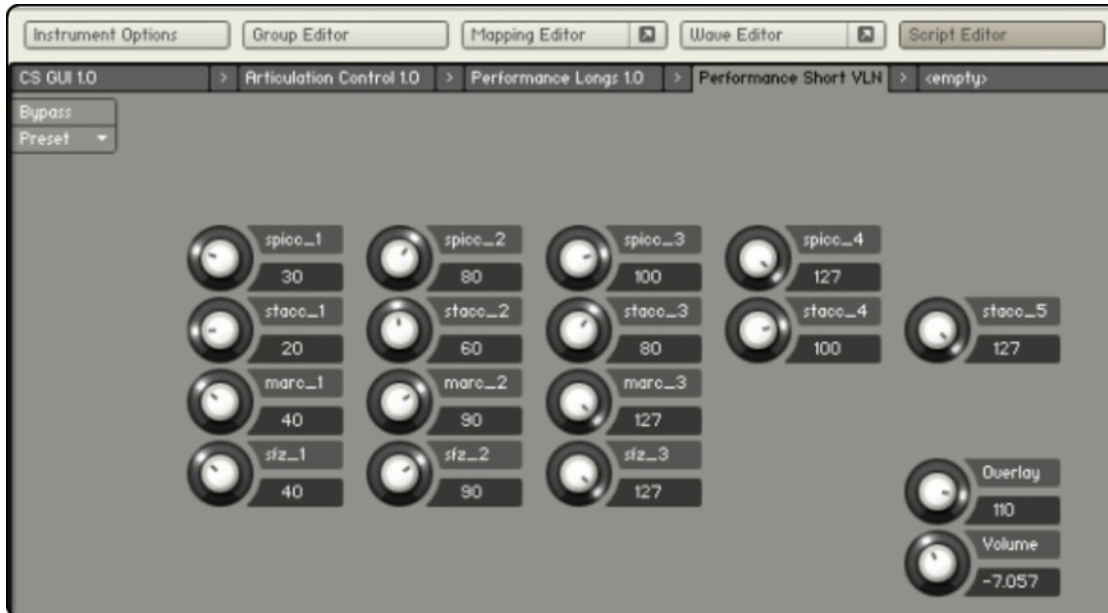 Instrument Options Group Editor Mapping Editor Wave Editor Script Editor
CS GUI 1.0 > Articulation Control 1.0 > Performance Longs 1.0 > Performance Short VLN > <empty>
Bypass
Preset
spicc_1 spicc_2 spicc_3 spicc_4
30 80 100 127
stacc_1 stacc_2 stacc_3 stacc_4 stacc_5
20 60 80 100 127
marc_1 marc_2 marc_3
40 90 127
sfz_1 sfz_2 sfz_3
40 90 127
Overlay
110
Volume
-7.057